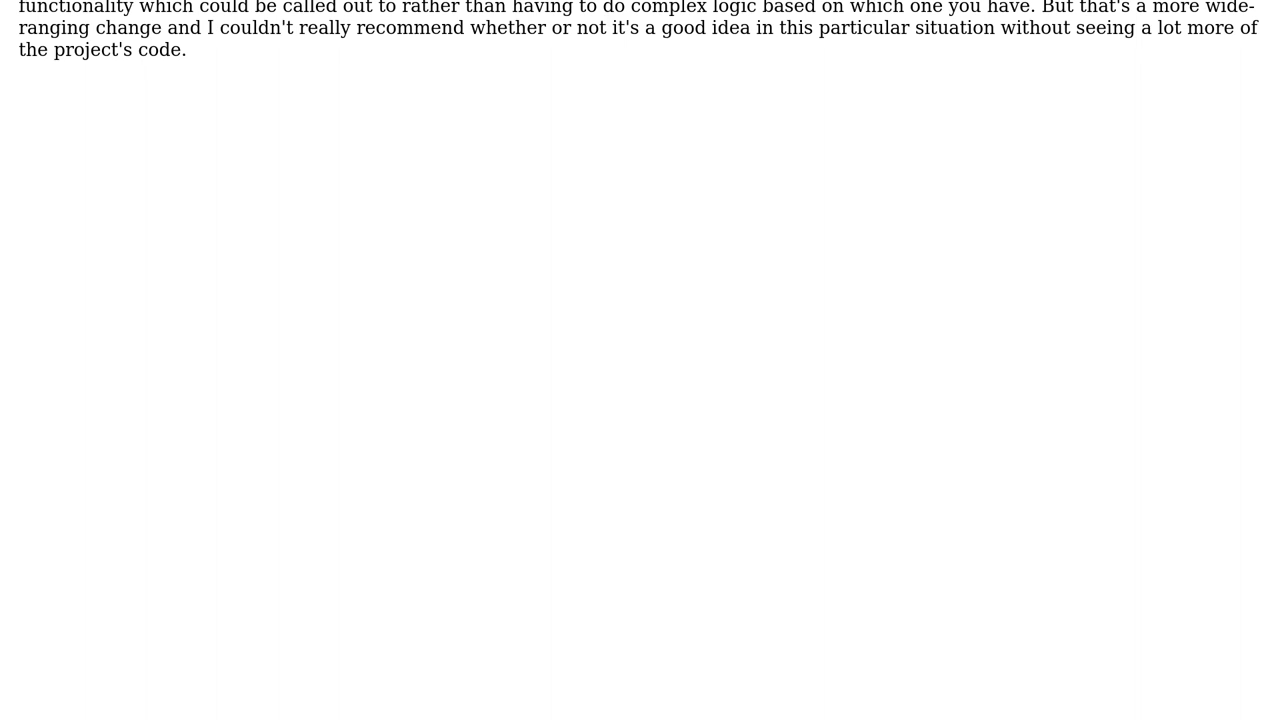 functionality which could be called out to rather than having to do complex logic based on which one you have. But that's a more wide-
ranging change and I couldn't really recommend whether or not it's a good idea in this particular situation without seeing a lot more of
the project's code.